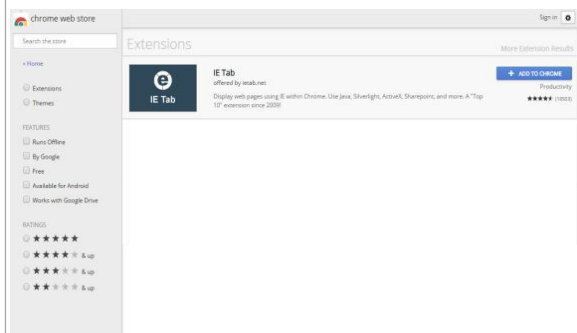 chrome web store
Sign in
Search the store
Extensions
More Extension Results
‹ Home
Extensions
Themes
IE Tab
IE Tab
offered by ietab.net
Display web pages using IE within Chrome. Use Java, Silverlight, ActiveX, Sharepoint, and more. A "Top
10" extension since 2009!
+ ADD TO CHROME
Productivity
FEATURES
Runs Offline
By Google
Free
Available for Android
Works with Google Drive
RATINGS
& up
& up
& up